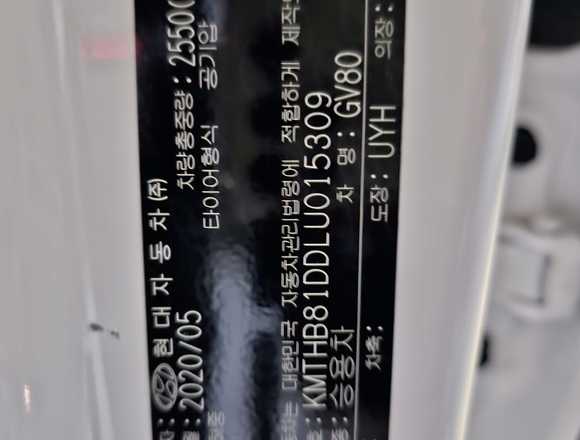 현대자동차(주)
: 2020/05 차량총중량: 2550
타이어형식 공기압
는 대한민국 자동차관리법령에 적합하게 제작
: KMTHB81DDLU015309
: 승용차 차 명: GV80
차축: 도장: UYH 의장: